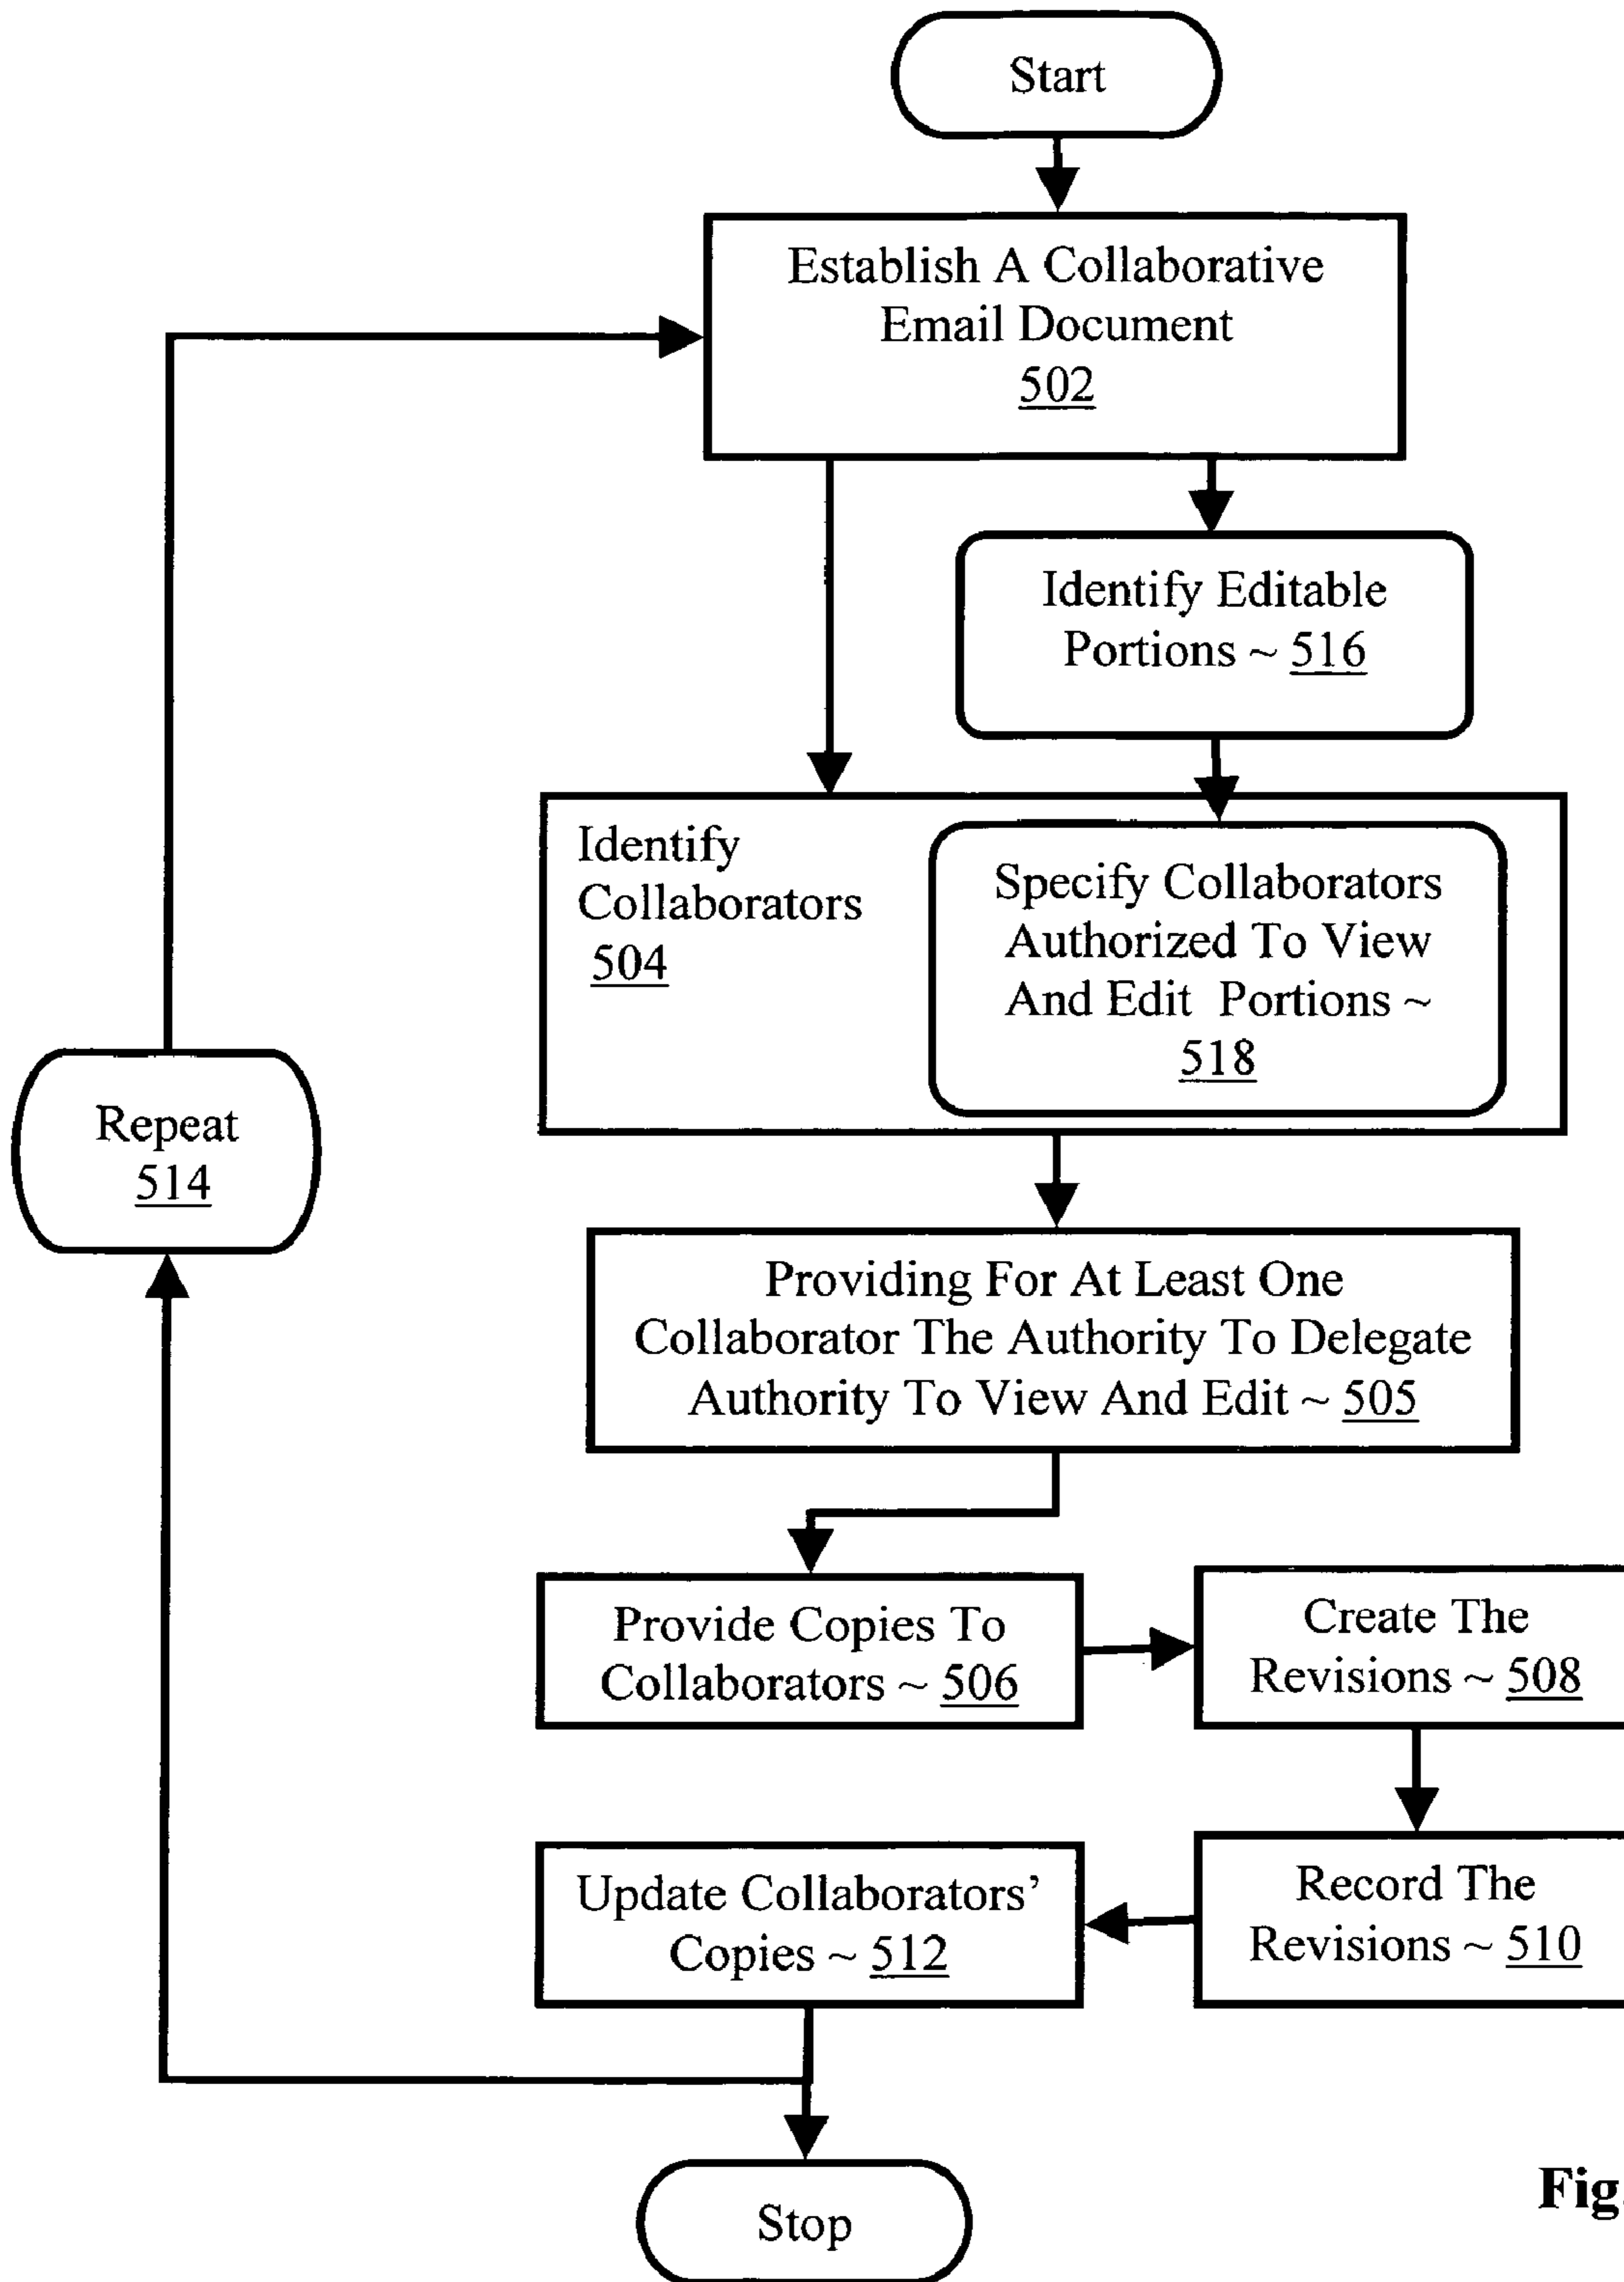 Start
Establish A Collaborative
Email Document
502
Identify Editable
Portions ~ 516
Identify
Collaborators
504
Specify Collaborators
Authorized To View
And Edit Portions ~
518
Repeat
514
Providing For At Least One
Collaborator The Authority To Delegate
Authority To View And Edit ~ 505
Provide Copies To
Collaborators ~ 506
Create The
Revisions ~ 508
Update Collaborators’
Copies ~ 512
Record The
Revisions ~ 510
Stop
Fig.